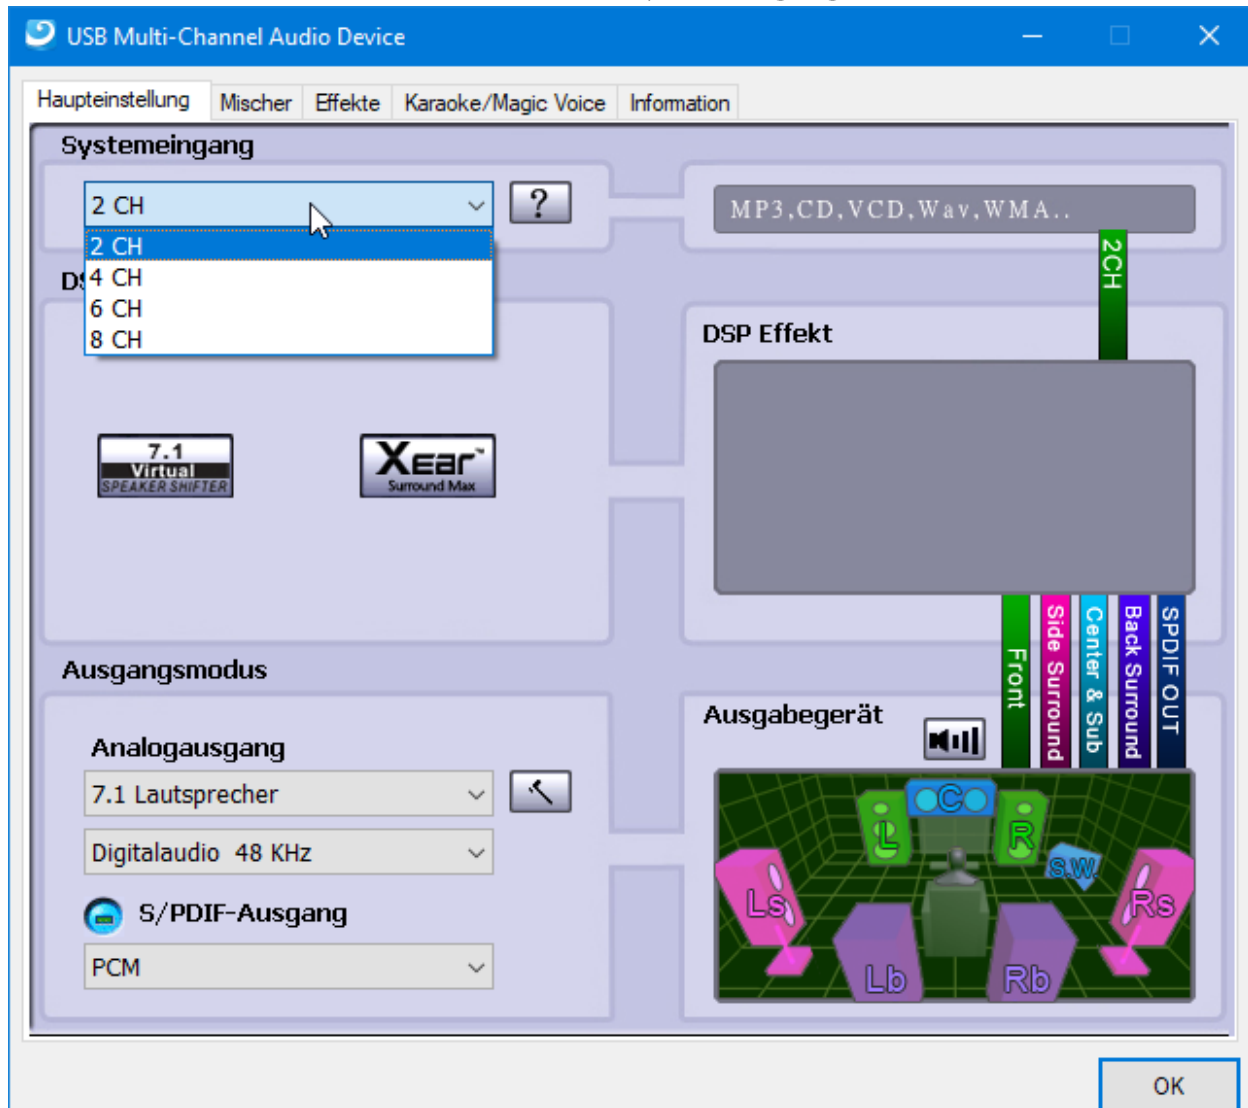 USB Multi-Channel Audio Device
Haupteinstellung Mischer Effekte Karaoke/Magic Voice Information
Systemeingang
2 CH
?
2 CH
4 CH
6 CH
8 CH
MP3,CD,VCD,Wav,WMA..
2CH
DSP Effekt
7.1
Virtual
SPEAKER SHIFTER
Xear™
Surround Max
Front
Side Surround
Center & Sub
Back Surround
SPDIF OUT
Ausgangsmodus
Analogausgang
7.1 Lautsprecher
Digitalaudio 48 KHz
S/PDIF-Ausgang
PCM
Ausgabegerät
L
C
R
S.W.
Ls
Rs
Lb
Rb
OK